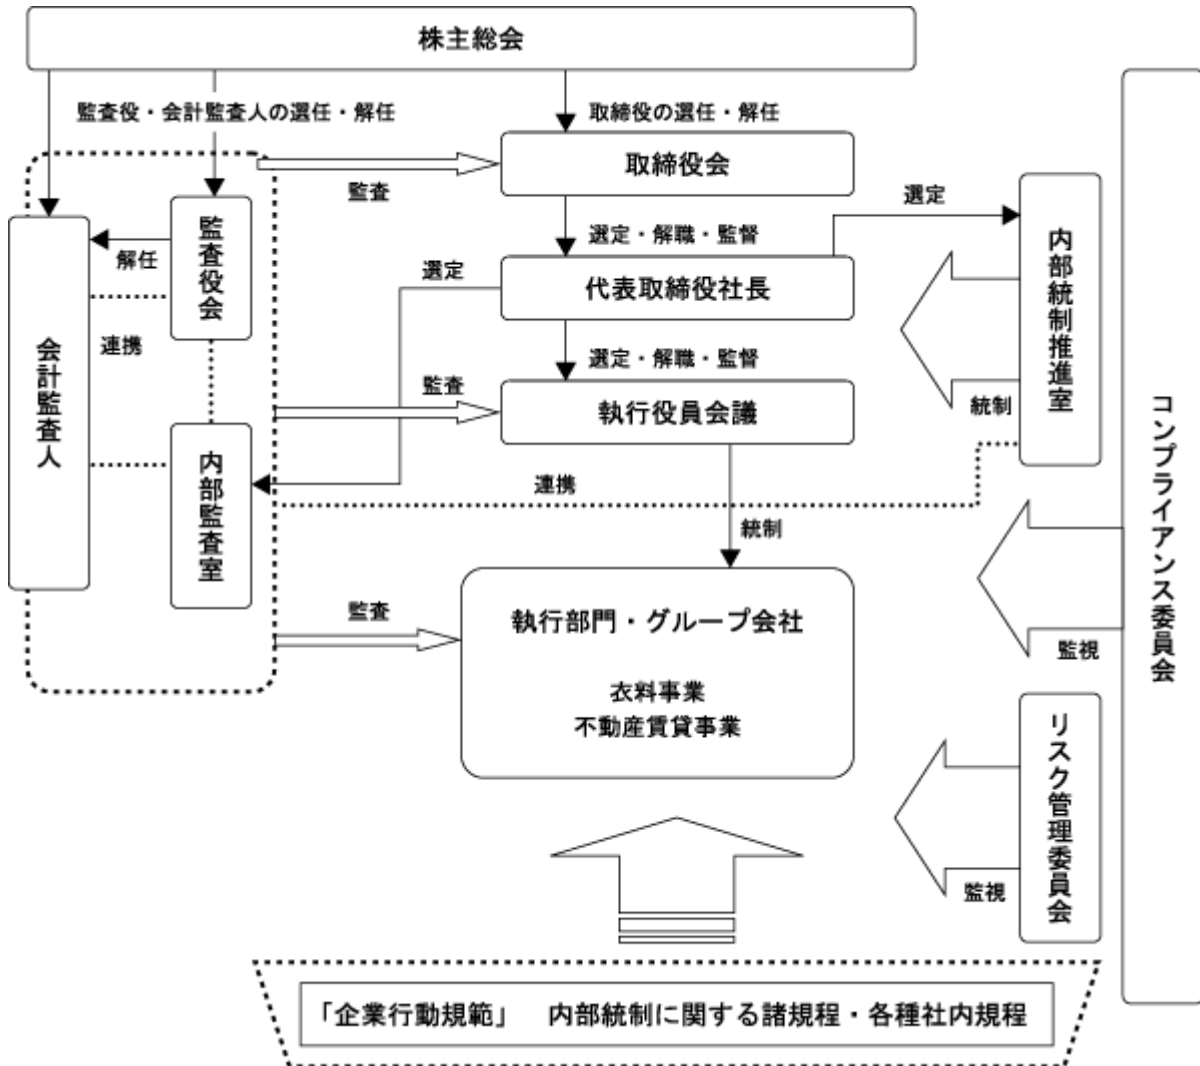 株主総会
監査役・会計監査人の選任・解任
取締役の選任・解任
取締役会
監査
選定
選定・解職・監督
監査役会
解任
選定
代表取締役社長
内部統制推進室
連携
会計監査人
選定・解職・監督
監査
執行役員会議
統制
コンプライアンス委員会
内部監査室
連携
統制
監査
執行部門・グループ会社
監視
衣料事業
不動産賃貸事業
リスク管理委員会
監視
「企業行動規範」　内部統制に関する諸規程・各種社内規程